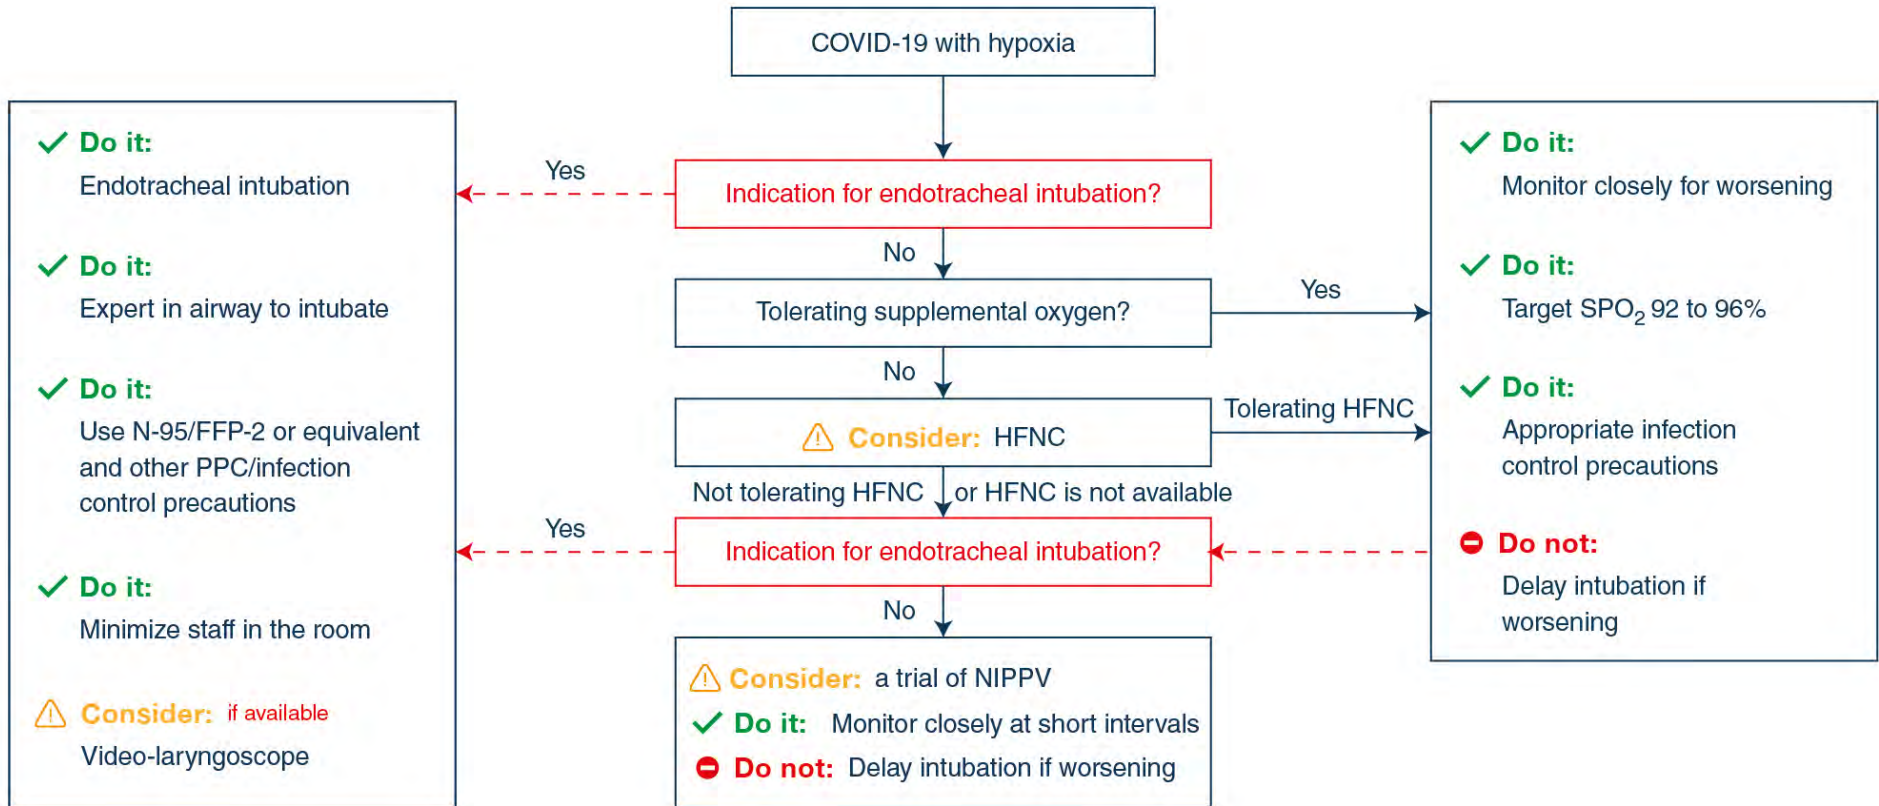 COVID-19 with hypoxia
Indication for endotracheal intubation?
Yes
No
Tolerating supplemental oxygen?
Yes
No
Consider: HFNC
Tolerating HFNC
Not tolerating HFNC or HFNC is not available
Indication for endotracheal intubation?
Yes
No
Consider: a trial of NIPPV
Do it: Monitor closely at short intervals
Do not: Delay intubation if worsening
Do it:
Endotracheal intubation
Do it:
Expert in airway to intubate
Do it:
Use N-95/FFP-2 or equivalent
and other PPC/infection
control precautions
Do it:
Minimize staff in the room
Consider: if available
Video-laryngoscope
Do it:
Monitor closely for worsening
Do it:
Target SPO₂ 92 to 96%
Do it:
Appropriate infection
control precautions
Do not:
Delay intubation if
worsening